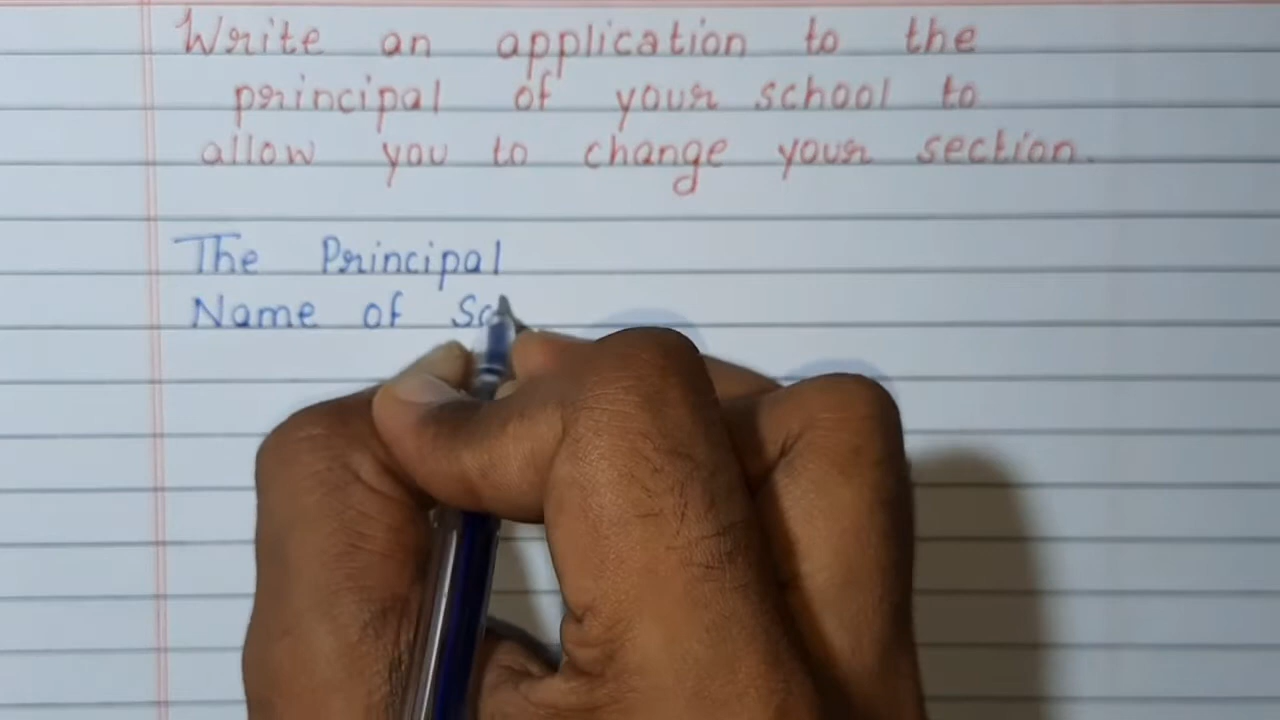 Write an application to the
principal of your school to
allow you to change your section.
The Principal
Name of Sc